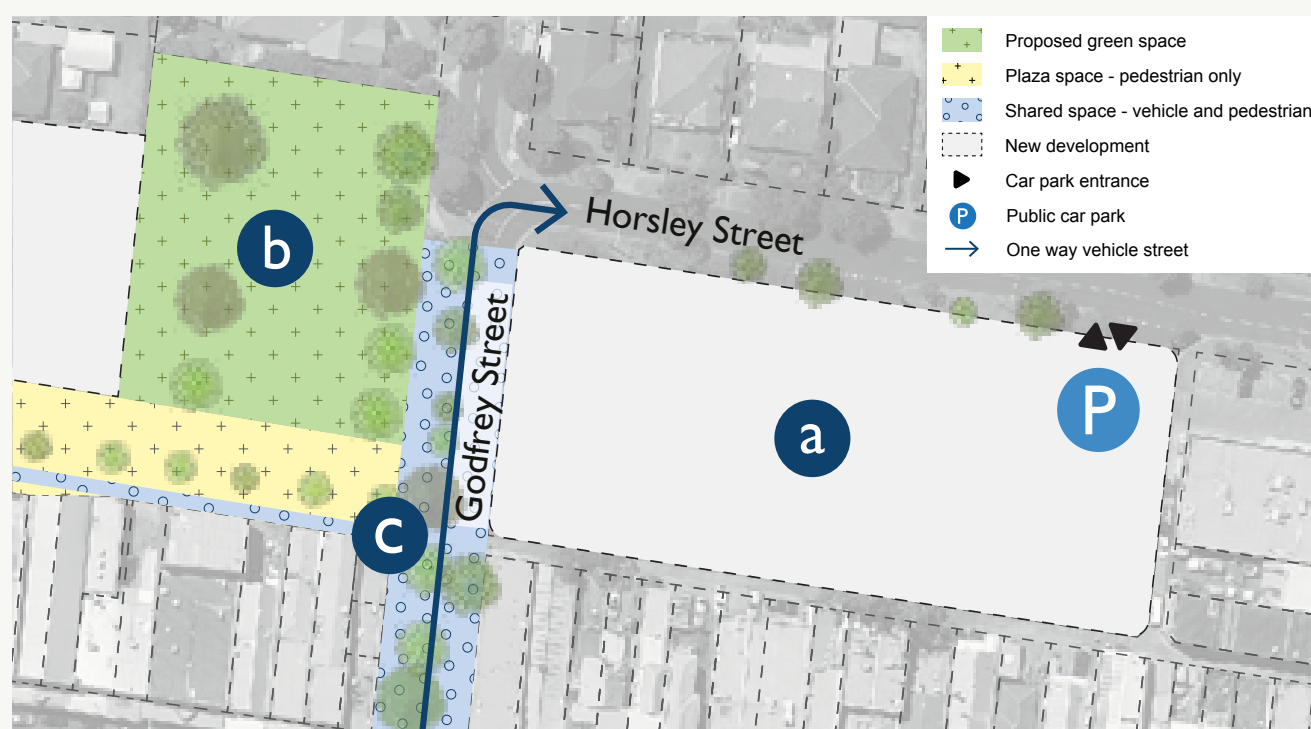 Proposed green space
Plaza space - pedestrian only
Shared space - vehicle and pedestrian
New development
Car park entrance
P
Public car park
One way vehicle street
Horsley Street
b
Godfrey Street
a
P
c